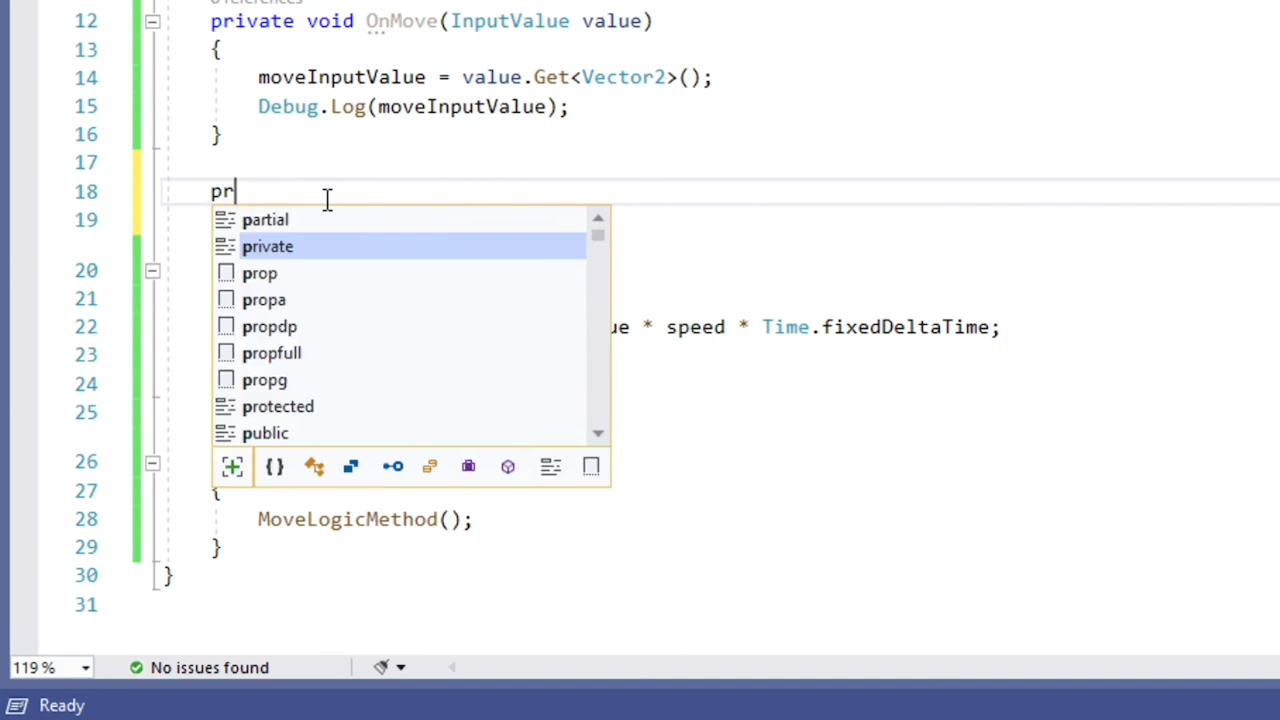 12 private void OnMove(InputValue value)
13 {
14 moveInputValue = value.Get<Vector2>();
15 Debug.Log(moveInputValue);
16 }
17
18 pr
19
partial
private
prop
propa
propdp
propfull
propg
protected
public
20
21
22 * speed * Time.fixedDeltaTime;
23
24
25
26
27 {
28 MoveLogicMethod();
29 }
30 }
31
119 % No issues found
Ready